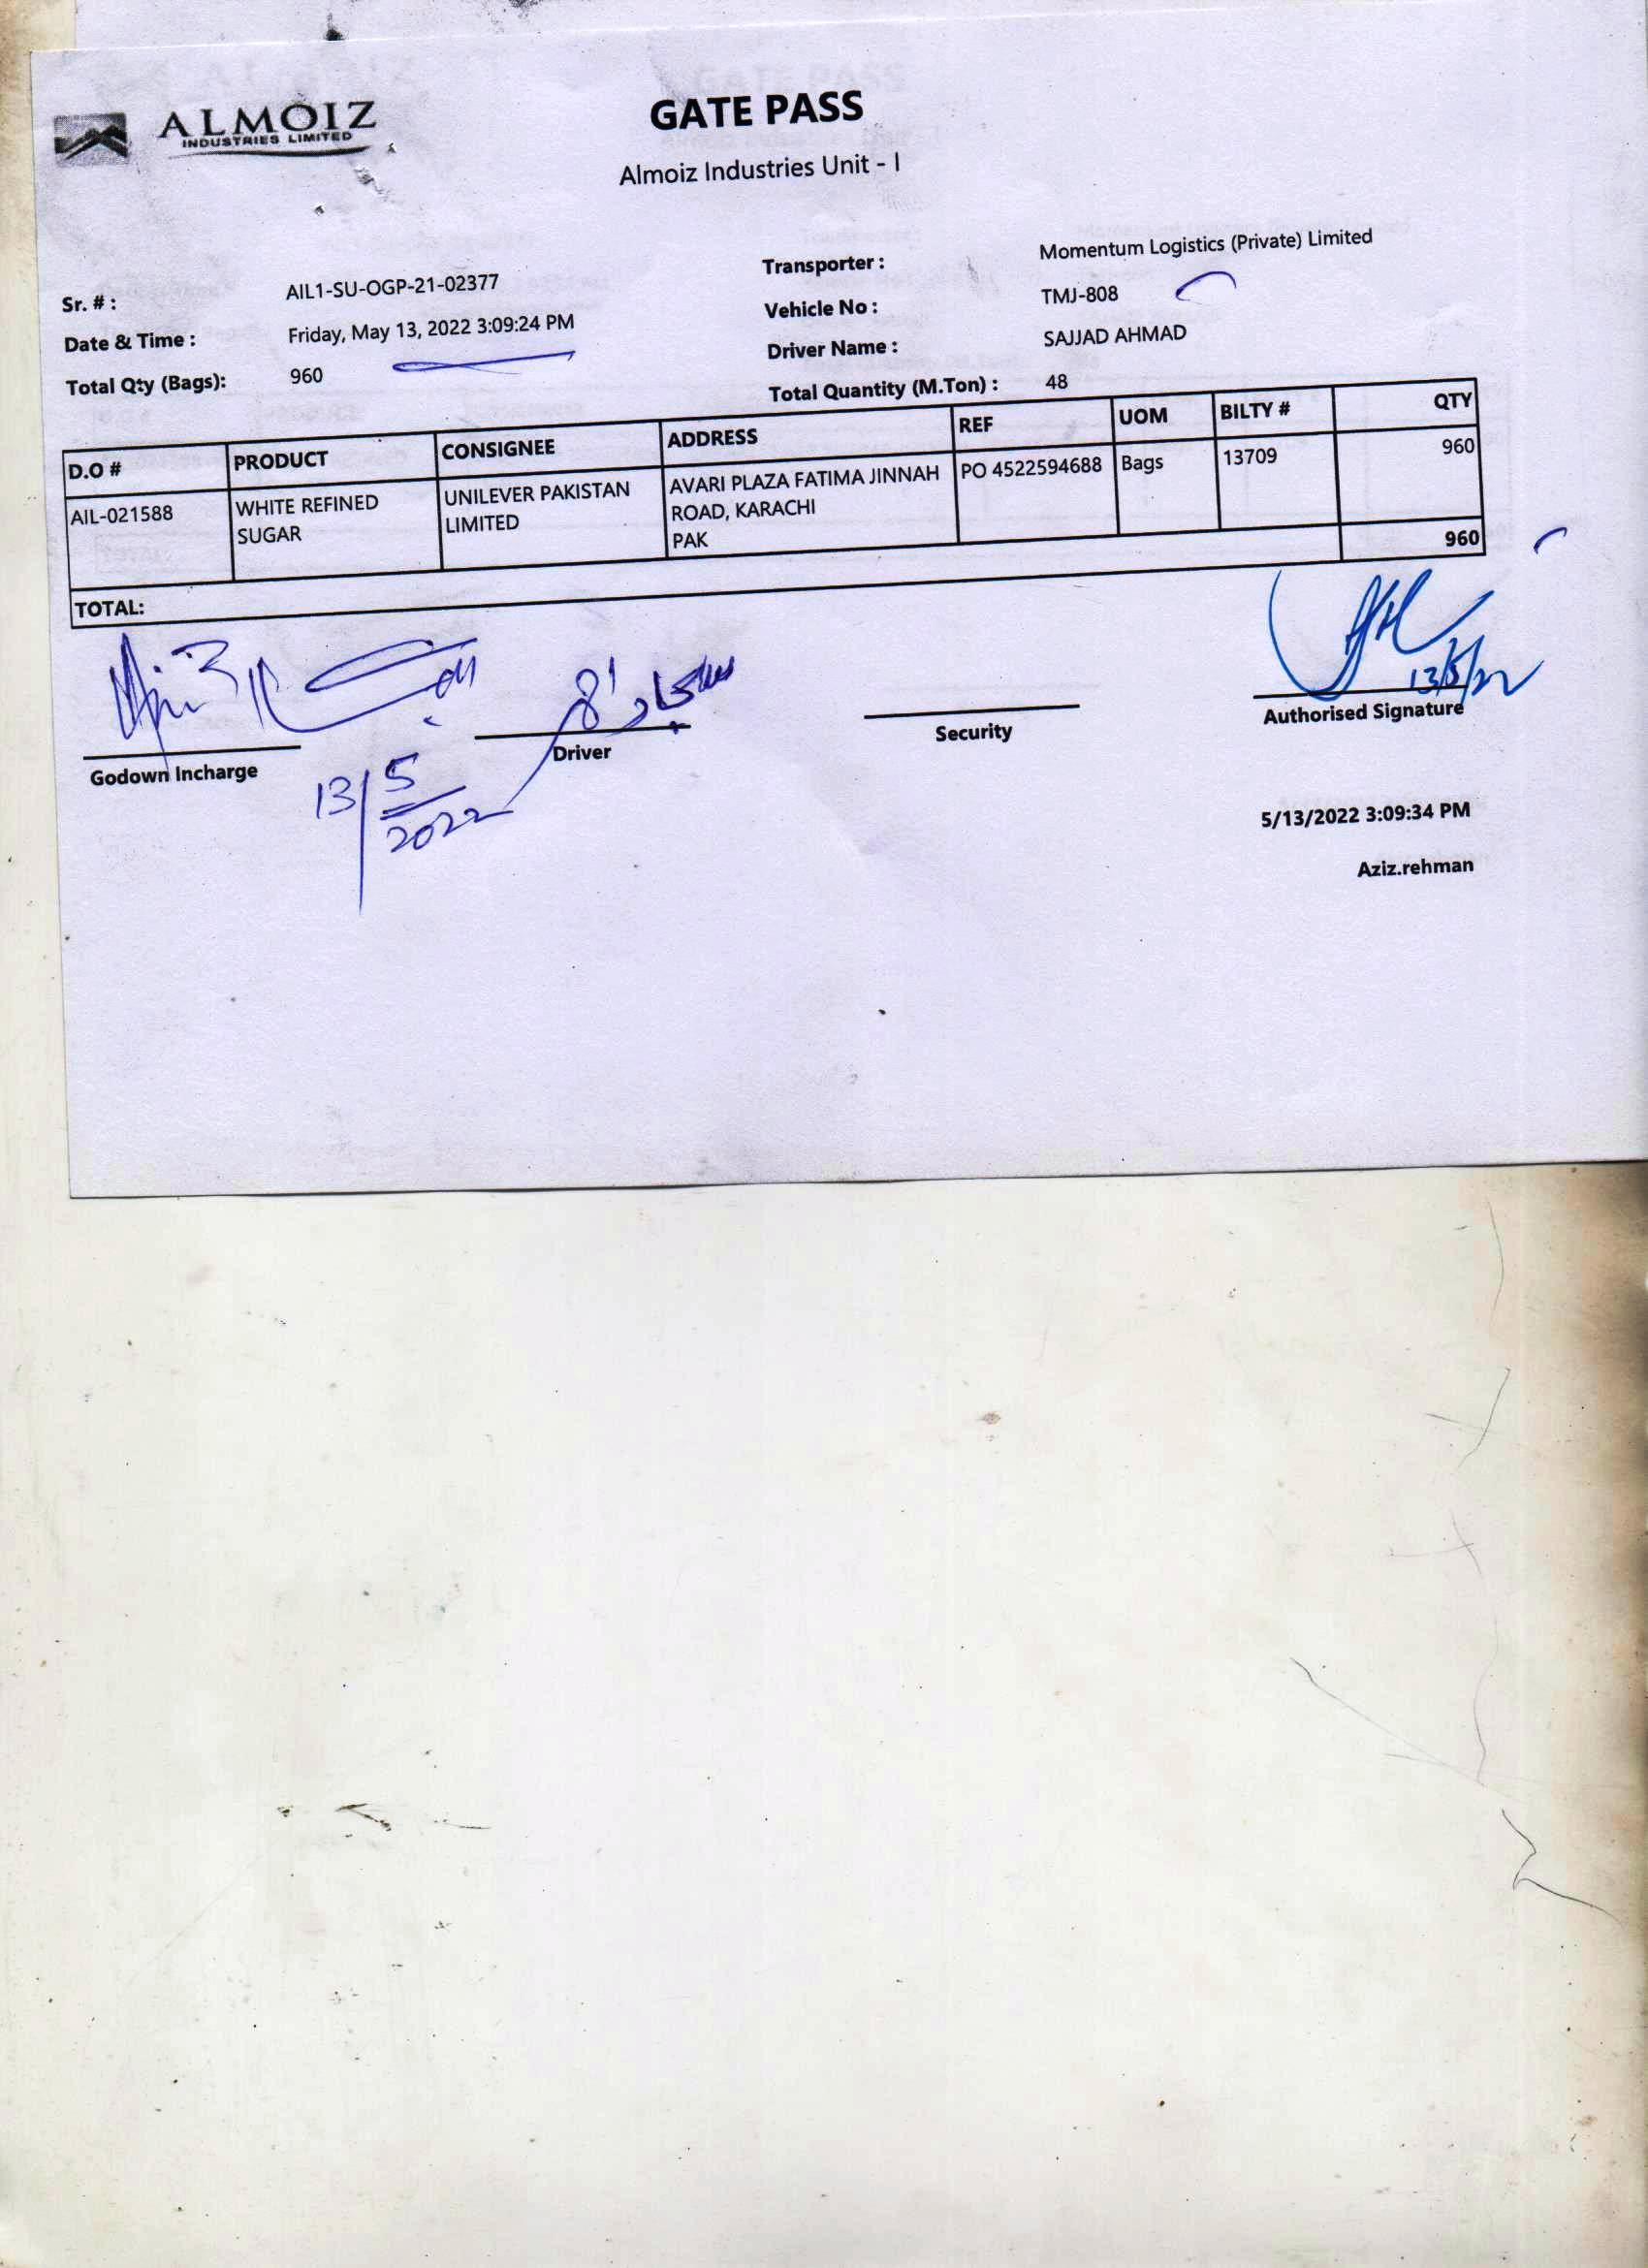 ALMOIZ
INDUSTRIES LIMITED
GATE PASS
Almoiz Industries Unit - I
Sr. # : AIL1-SU-OGP-21-02377
Date & Time : Friday, May 13, 2022 3:09:24 PM
Total Qty (Bags): 960
Transporter : Momentum Logistics (Private) Limited
Vehicle No : TMJ-808
Driver Name : SAJJAD AHMAD
Total Quantity (M.Ton) : 48
D.O # PRODUCT CONSIGNEE ADDRESS REF UOM BILTY # QTY
AIL-021588 WHITE REFINED SUGAR UNILEVER PAKISTAN LIMITED AVARI PLAZA FATIMA JINNAH ROAD, KARACHI PAK PO 4522594688 Bags 13709 960
TOTAL: 960
13/5/22
Godown Incharge
Driver
Security
Authorised Signature
13/5/2022
5/13/2022 3:09:34 PM
Aziz.rehman